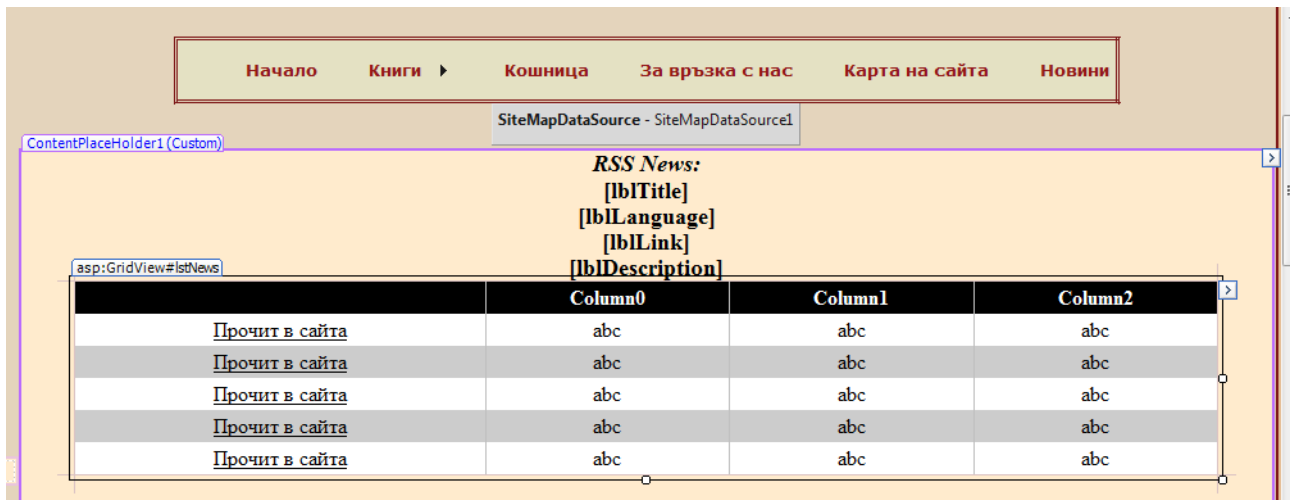 Начало Книги Кошница За връзка с нас Карта на сайта Новини
SiteMapDataSource - SiteMapDataSource1
ContentPlaceHolder1 (Custom)
RSS News:
[lblTitle]
[lblLanguage]
[lblLink]
[lblDescription]
asp:GridView#lstNews
Column0 Column1 Column2
Прочит в сайта abc abc abc
Прочит в сайта abc abc abc
Прочит в сайта abc abc abc
Прочит в сайта abc abc abc
Прочит в сайта abc abc abc